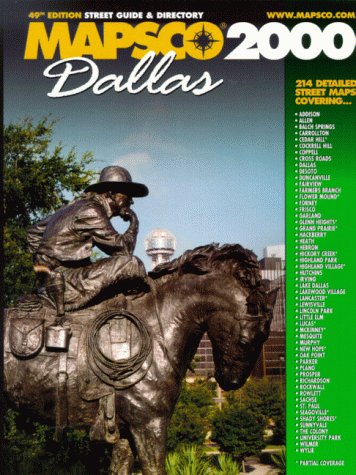 49TH EDITION STREET GUIDE & DIRECTORY
WWW.MAPSCO.COM
MAPSCO® 2000
Dallas
214 DETAILED
STREET MAPS
COVERING...
• ADDISON
• ALLEN
• BALCH SPRINGS
• CARROLLTON
• CEDAR HILL*
• COCKRELL HILL
• COPPELL
• CROSS ROADS
• DALLAS
• DESOTO
• DUNCANVILLE
• FAIRVIEW
• FARMERS BRANCH
• FLOWER MOUND*
• FORNEY
• FRISCO
• GARLAND
• GLENN HEIGHTS*
• GRAND PRAIRIE*
• HACKBERRY
• HEATH
• HEBRON
• HICKORY CREEK*
• HIGHLAND PARK
• HIGHLAND VILLAGE*
• HUTCHINS
• IRVING
• LAKE DALLAS
• LAKEWOOD VILLAGE
• LANCASTER*
• LEWISVILLE
• LINCOLN PARK
• LITTLE ELM
• LUCAS*
• MCKINNEY*
• MESQUITE
• MURPHY
• NEW HOPE*
• OAK POINT
• PARKER
• PLANO
• PROSPER
• RICHARDSON
• ROCKWALL
• ROWLETT
• SACHSE
• ST. PAUL
• SEAGOVILLE*
• SHADY SHORES*
• SUNNYVALE
• THE COLONY
• UNIVERSITY PARK
• WILMER
• WYLIE
* PARTIAL COVERAGE